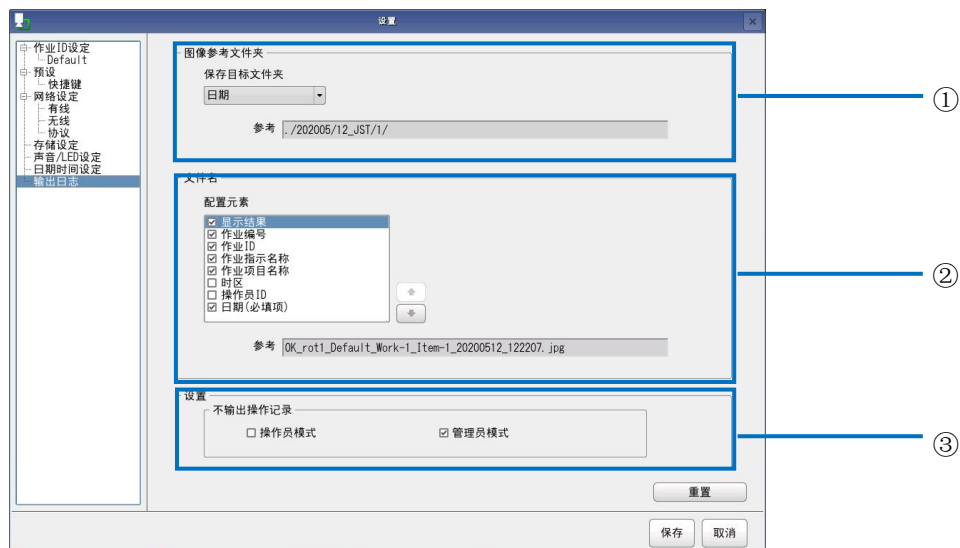 设置
作业ID设定
Default
预设
快捷键
网络设定
有线
无线
协议
存储设定
声音/LED设定
日期时间设定
输出日志
图像参考文件夹
保存目标文件夹
日期
参考 ./202005/12_JST/1/
①
文件名
配置元素
显示结果
作业编号
作业ID
作业指示名称
作业项目名称
时区
操作员ID
日期(必填项)
参考 OK_rot1_Default_Work-1_Item-1_20200512_122207.jpg
②
设置
不输出操作记录
操作员模式 管理员模式
③
重置
保存 取消